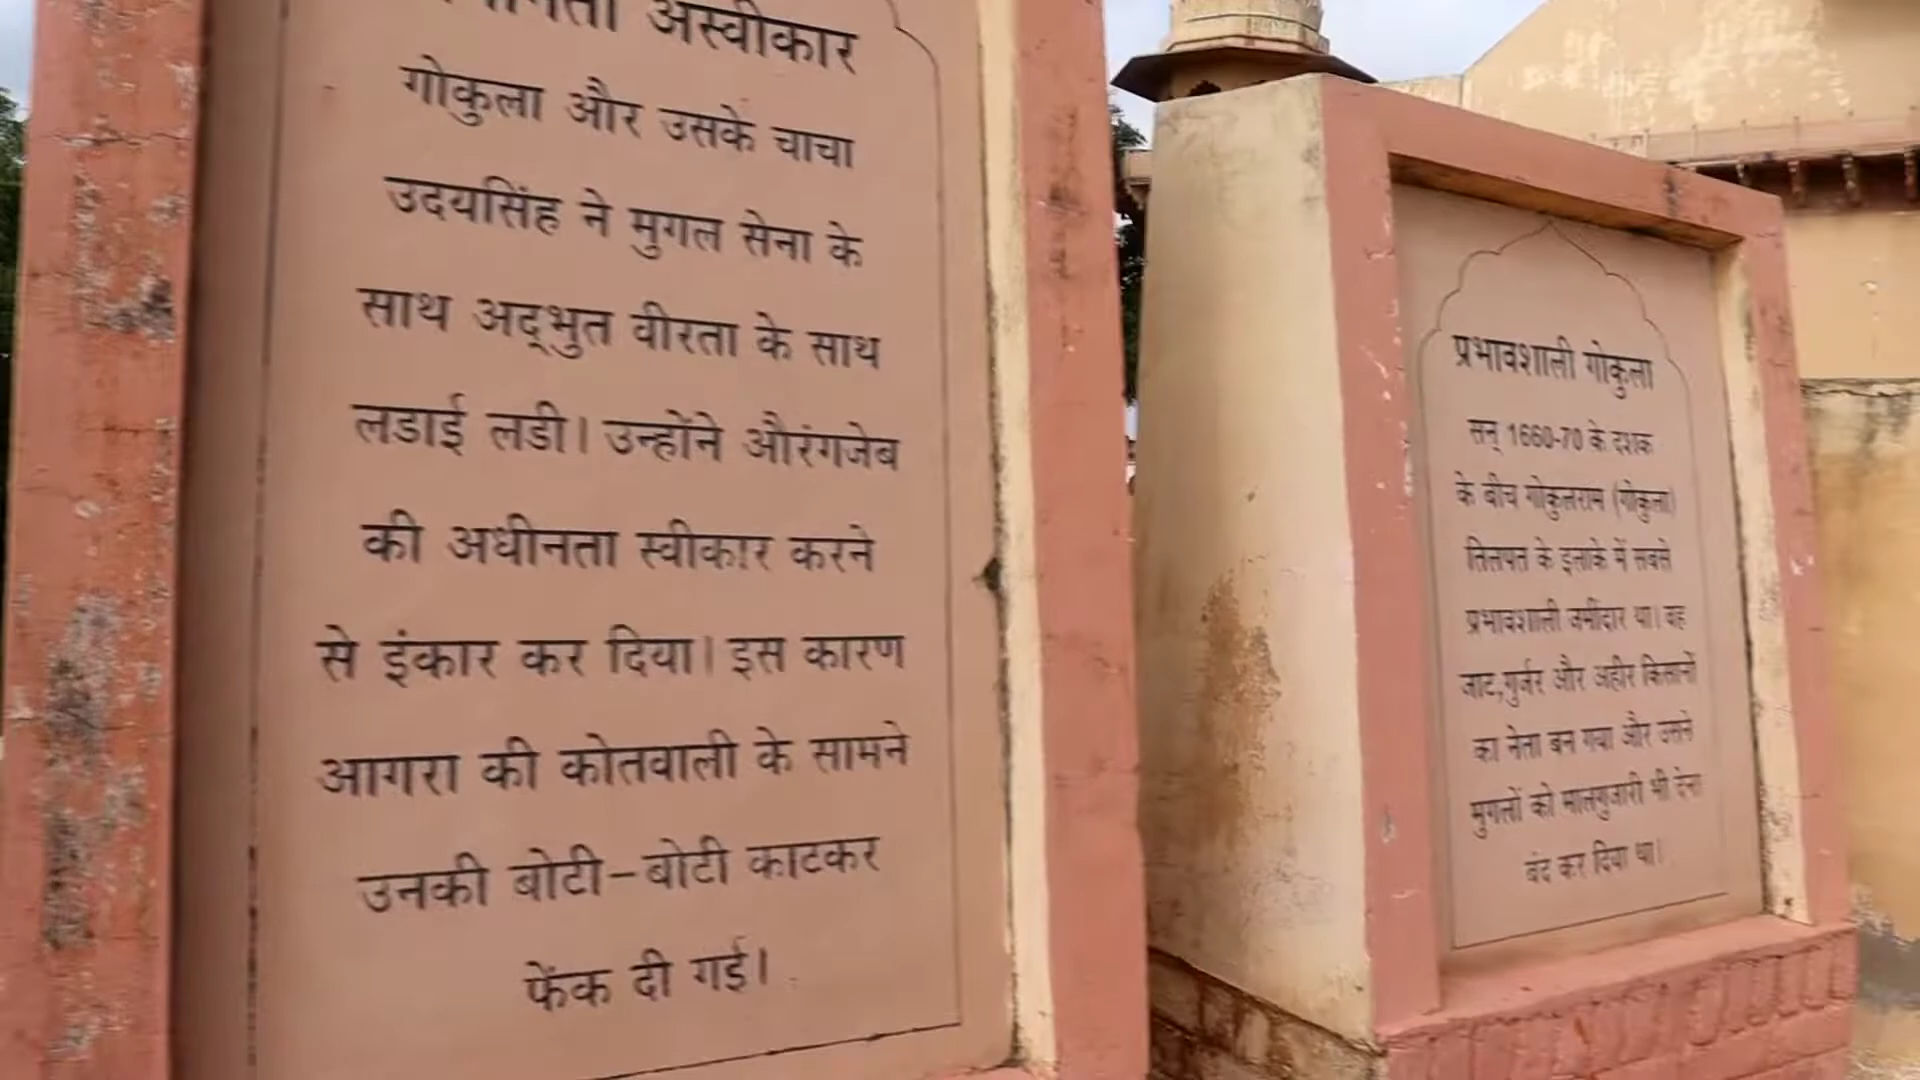 अस्वीकार
गोकुला और उसके चाचा
उदयसिंह ने मुगल सेना के
साथ अद्‌भुत वीरता के साथ
लडाई लडी। उन्होंने औरंगजेब
की अधीनता स्वीकार करने
से इंकार कर दिया। इस कारण
आगरा की कोतवाली के सामने
उनकी बोटी–बोटी काटकर
फेंक दी गई।
प्रभावशाली गोकुला
सन् 1660-70 के दशक
के बीच गोकुलराम (गोकुला)
तिलपत के इलाके में सबसे
प्रभावशाली जमींदार था। वह
जाट,गुर्जर और अहीर किसानों
का नेता बन गया और उसने
मुगलों को मालगुजारी भी देना
बंद कर दिया था।